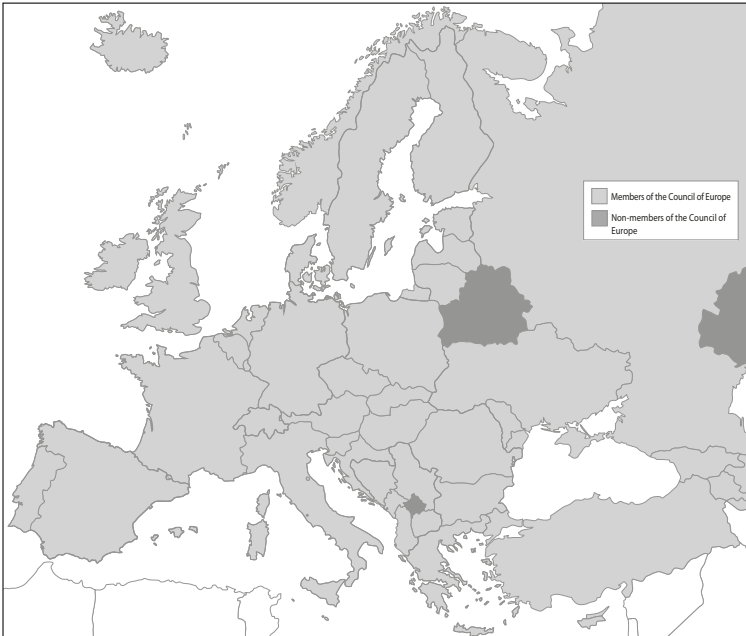 Members of the Council of Europe
Non-members of the Council of
Europe